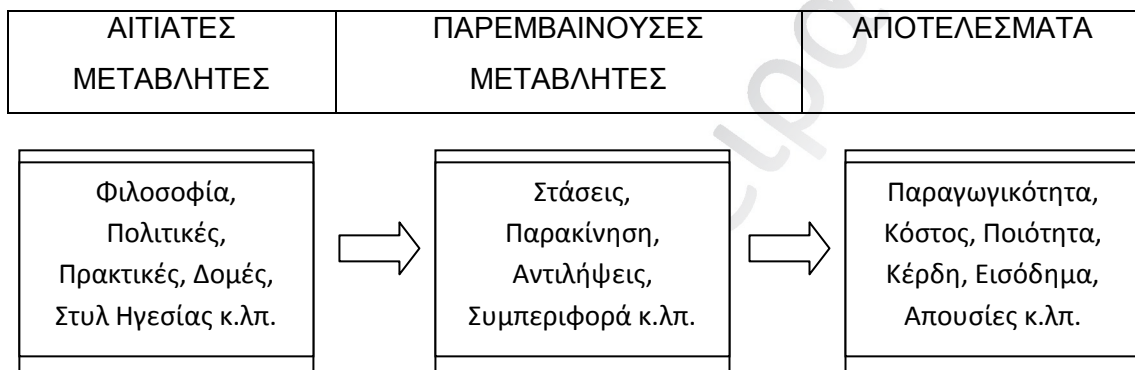 ΑΙΤΙΑΤΕΣ
ΜΕΤΑΒΛΗΤΕΣ
ΠΑΡΕΜΒΑΙΝΟΥΣΕΣ
ΜΕΤΑΒΛΗΤΕΣ
ΑΠΟΤΕΛΕΣΜΑΤΑ
Φιλοσοφία,
Πολιτικές,
Πρακτικές, Δομές,
Στυλ Ηγεσίας κ.λπ.
Στάσεις,
Παρακίνηση,
Αντιλήψεις,
Συμπεριφορά κ.λπ.
Παραγωγικότητα,
Κόστος, Ποιότητα,
Κέρδη, Εισόδημα,
Απουσίες κ.λπ.